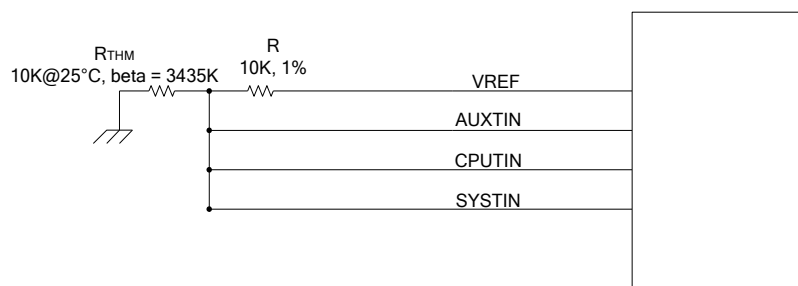 RTHM
10K@25°C, beta = 3435K
R
10K, 1%
VREF
AUXTIN
CPUTIN
SYSTIN